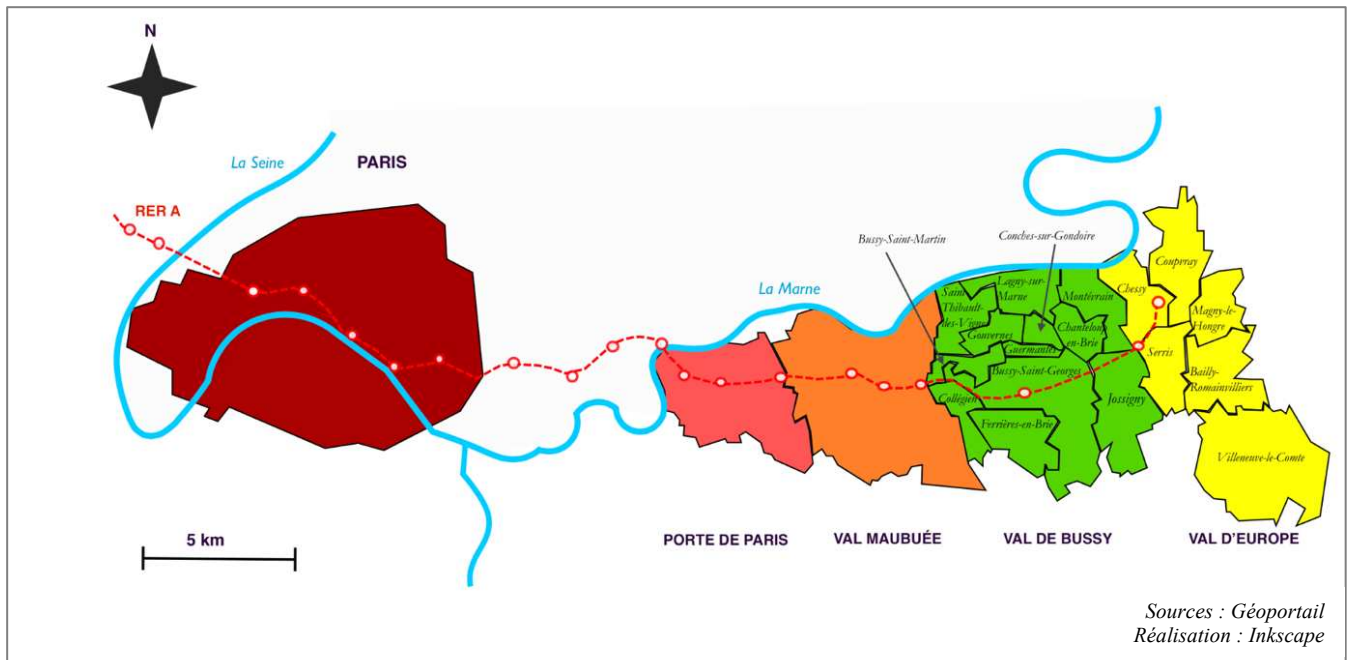 N
La Seine
PARIS
RER A
Bussy-Saint-Martin
Conches-sur-Gondoire
La Marne
Coupvray
Chessy
Lagny-sur-
Marne
Montévrain
Saint
Thibault-
des-Vignes
Magny-le-
Hongre
Chanteloup
en-Brie
Gouvernes
Guermantes
Serris
Bussy-Saint-Georges
Bailly-
Romainvilliers
Collégien
Jossigny
Ferrières-en-Brie
Villeneuve-le-Comte
5 km
PORTE DE PARIS
VAL MAUBUÉE
VAL DE BUSSY
VAL D'EUROPE
Sources : Géoportail
Réalisation : Inkscape